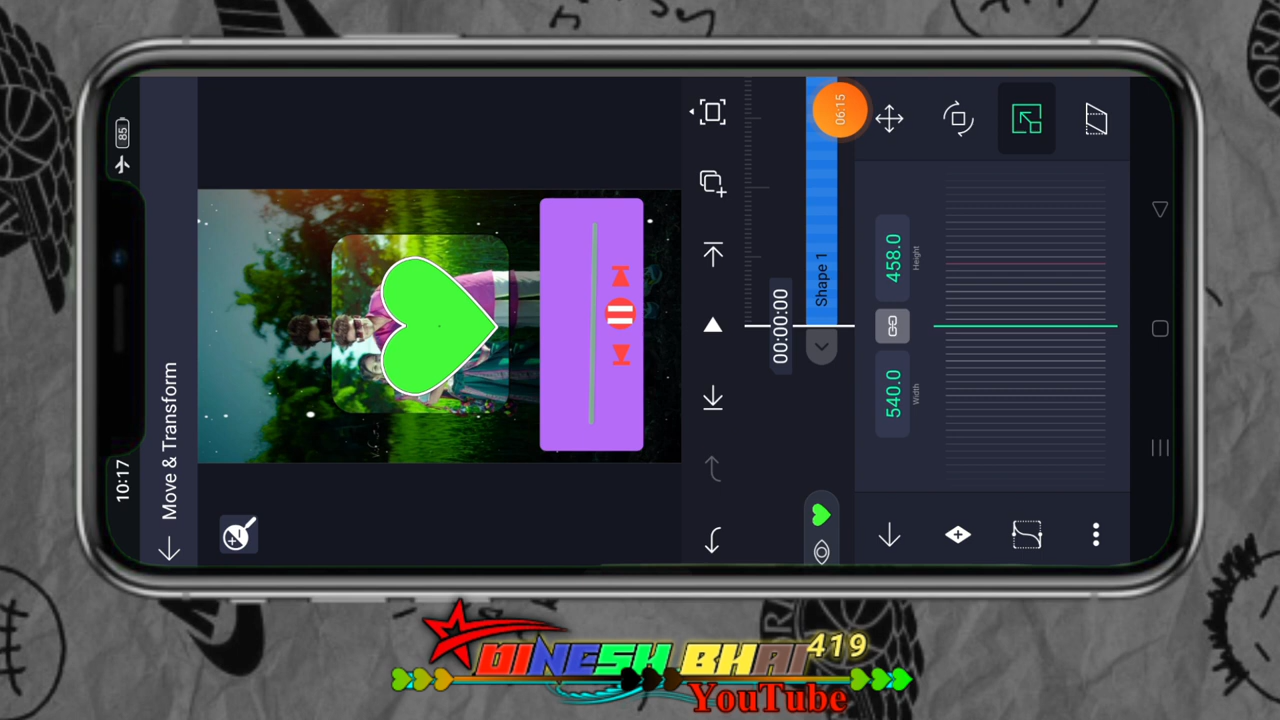 10:17
85
Move & Transform
00:00:00
Shape 1
06:15
540.0
Width
458.0
Height
DINESH BHAI 419
YouTube